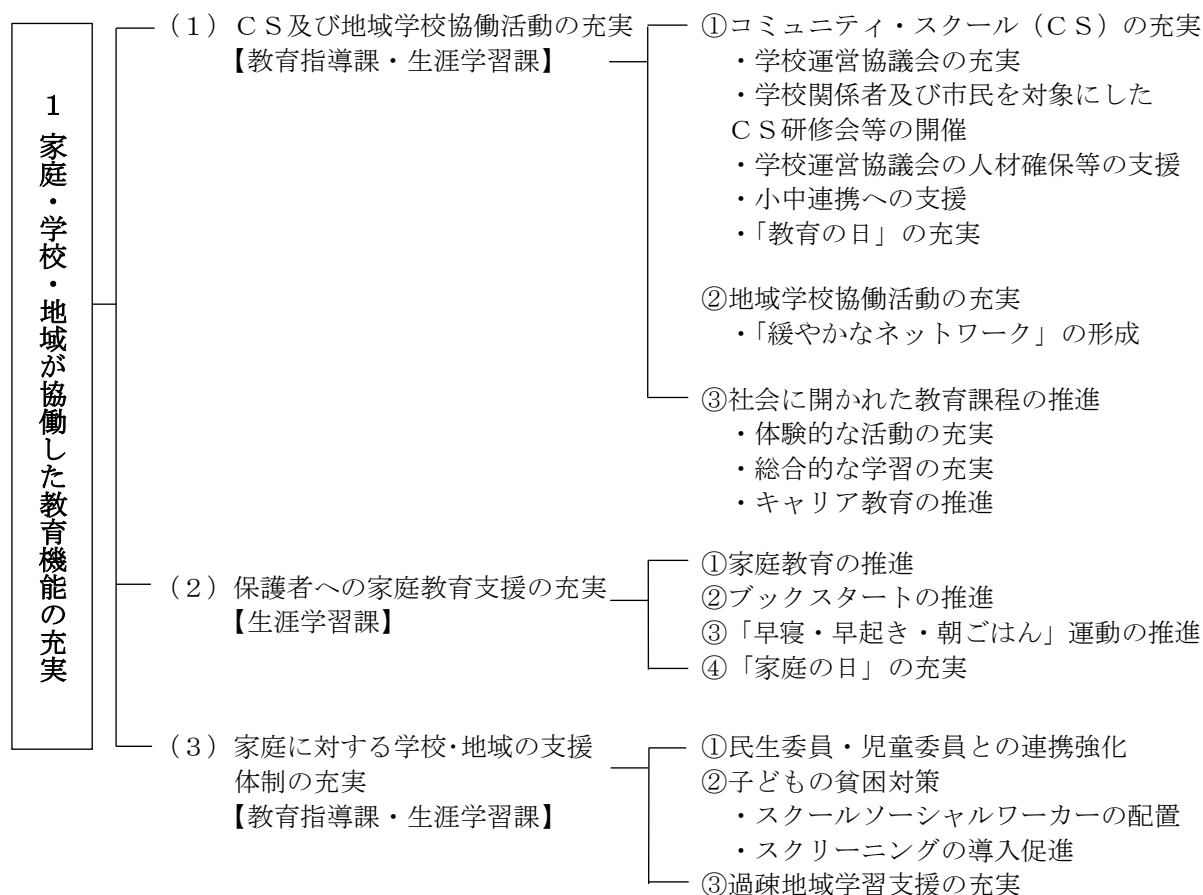 1 家庭・学校・地域が協働した教育機能の充実
(1)CS及び地域学校協働活動の充実
【教育指導課・生涯学習課】
①コミュニティ・スクール(CS)の充実
・学校運営協議会の充実
・学校関係者及び市民を対象にした
CS研修会等の開催
・学校運営協議会の人材確保等の支援
・小中連携への支援
・「教育の日」の充実
②地域学校協働活動の充実
・「緩やかなネットワーク」の形成
③社会に開かれた教育課程の推進
・体験的な活動の充実
・総合的な学習の充実
・キャリア教育の推進
(2)保護者への家庭教育支援の充実
【生涯学習課】
①家庭教育の推進
②ブックスタートの推進
③「早寝・早起き・朝ごはん」運動の推進
④「家庭の日」の充実
(3)家庭に対する学校・地域の支援
体制の充実
【教育指導課・生涯学習課】
①民生委員・児童委員との連携強化
②子どもの貧困対策
・スクールソーシャルワーカーの配置
・スクリーニングの導入促進
③過疎地域学習支援の充実